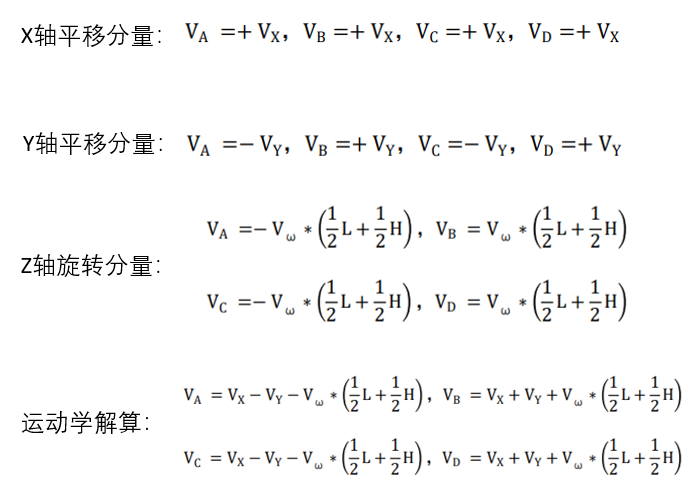 X轴平移分量： V_A =+ V_X，V_B =+ V_X，V_C =+ V_X，V_D =+ V_X
Y轴平移分量： V_A =− V_Y，V_B =+ V_Y，V_C =− V_Y，V_D =+ V_Y
Z轴旋转分量：
V_A =− V_ω * (1/2 L + 1/2 H)，V_B = V_ω * (1/2 L + 1/2 H)
V_C =− V_ω * (1/2 L + 1/2 H)，V_D = V_ω * (1/2 L + 1/2 H)
运动学解算：
V_A = V_X − V_Y − V_ω * (1/2 L + 1/2 H)，V_B = V_X + V_Y + V_ω * (1/2 L + 1/2 H)
V_C = V_X − V_Y − V_ω * (1/2 L + 1/2 H)，V_D = V_X + V_Y + V_ω * (1/2 L + 1/2 H)